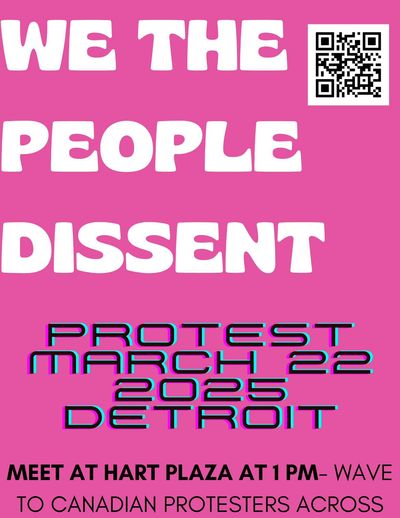 WE THE
PEOPLE
DISSENT
PROTEST
MARCH 22
2025
DETROIT
MEET AT HART PLAZA AT 1 PM- WAVE
TO CANADIAN PROTESTERS ACROSS